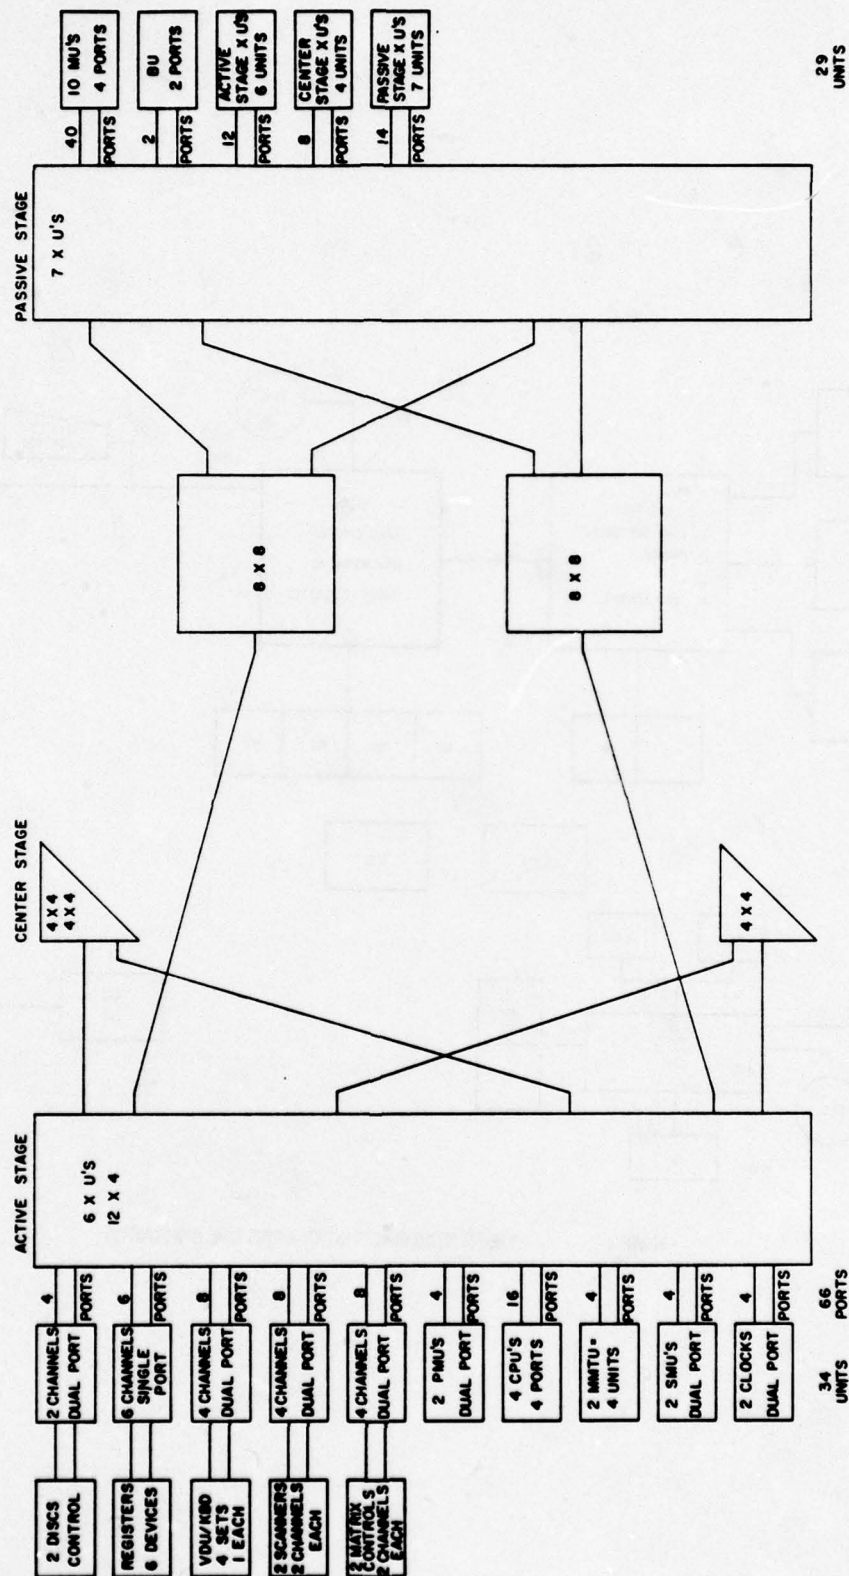 PASSIVE STAGE
7 X U'S
40
PORTS
10 MU'S
4 PORTS
2
PORTS
BU
2 PORTS
12
PORTS
ACTIVE
STAGE X U'S
6 UNITS
8
PORTS
CENTER
STAGE X U'S
4 UNITS
14
PORTS
PASSIVE
STAGE X U'S
7 UNITS
29
UNITS
8 X 8
8 X 8
CENTER STAGE
4 X 4
4 X 4
4 X 4
ACTIVE STAGE
6 X U'S
12 X 4
2 DISCS
CONTROL
2 CHANNELS
DUAL PORT
4
PORTS
REGISTERS
6 DEVICES
6 CHANNELS
SINGLE
PORT
6
PORTS
VDU/KBD
4 SETS
1 EACH
4 CHANNELS
DUAL PORT
8
PORTS
2 SCANNERS
2 CHANNELS
EACH
4 CHANNELS
DUAL PORT
8
PORTS
2 MATRIX
CONTROLS
2 CHANNELS
EACH
4 CHANNELS
DUAL PORT
8
PORTS
2 PMU'S
DUAL PORT
4
PORTS
4 CPU'S
4 PORTS
16
PORTS
2 MMTU=
4 UNITS
4
PORTS
2 SMU'S
DUAL PORT
4
PORTS
2 CLOCKS
DUAL PORT
4
PORTS
34
UNITS
66
PORTS